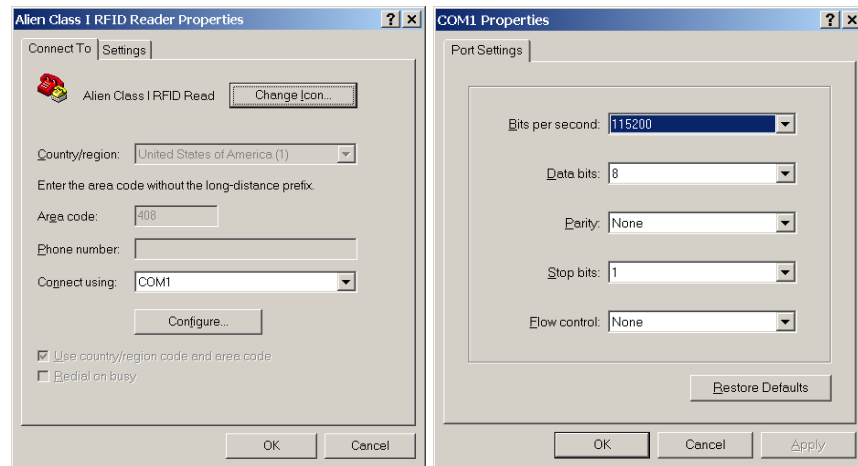 Alien Class I RFID Reader Properties
Connect To
Settings
Alien Class I RFID Read
Change Icon...
Country/region:
United States of America (1)
Enter the area code without the long-distance prefix.
Area code:
408
Phone number:
Connect using:
COM1
Configure...
Use country/region code and area code
Redial on busy
OK
Cancel
COM1 Properties
Port Settings
Bits per second:
115200
Data bits:
8
Parity:
None
Stop bits:
1
Flow control:
None
Restore Defaults
OK
Cancel
Apply